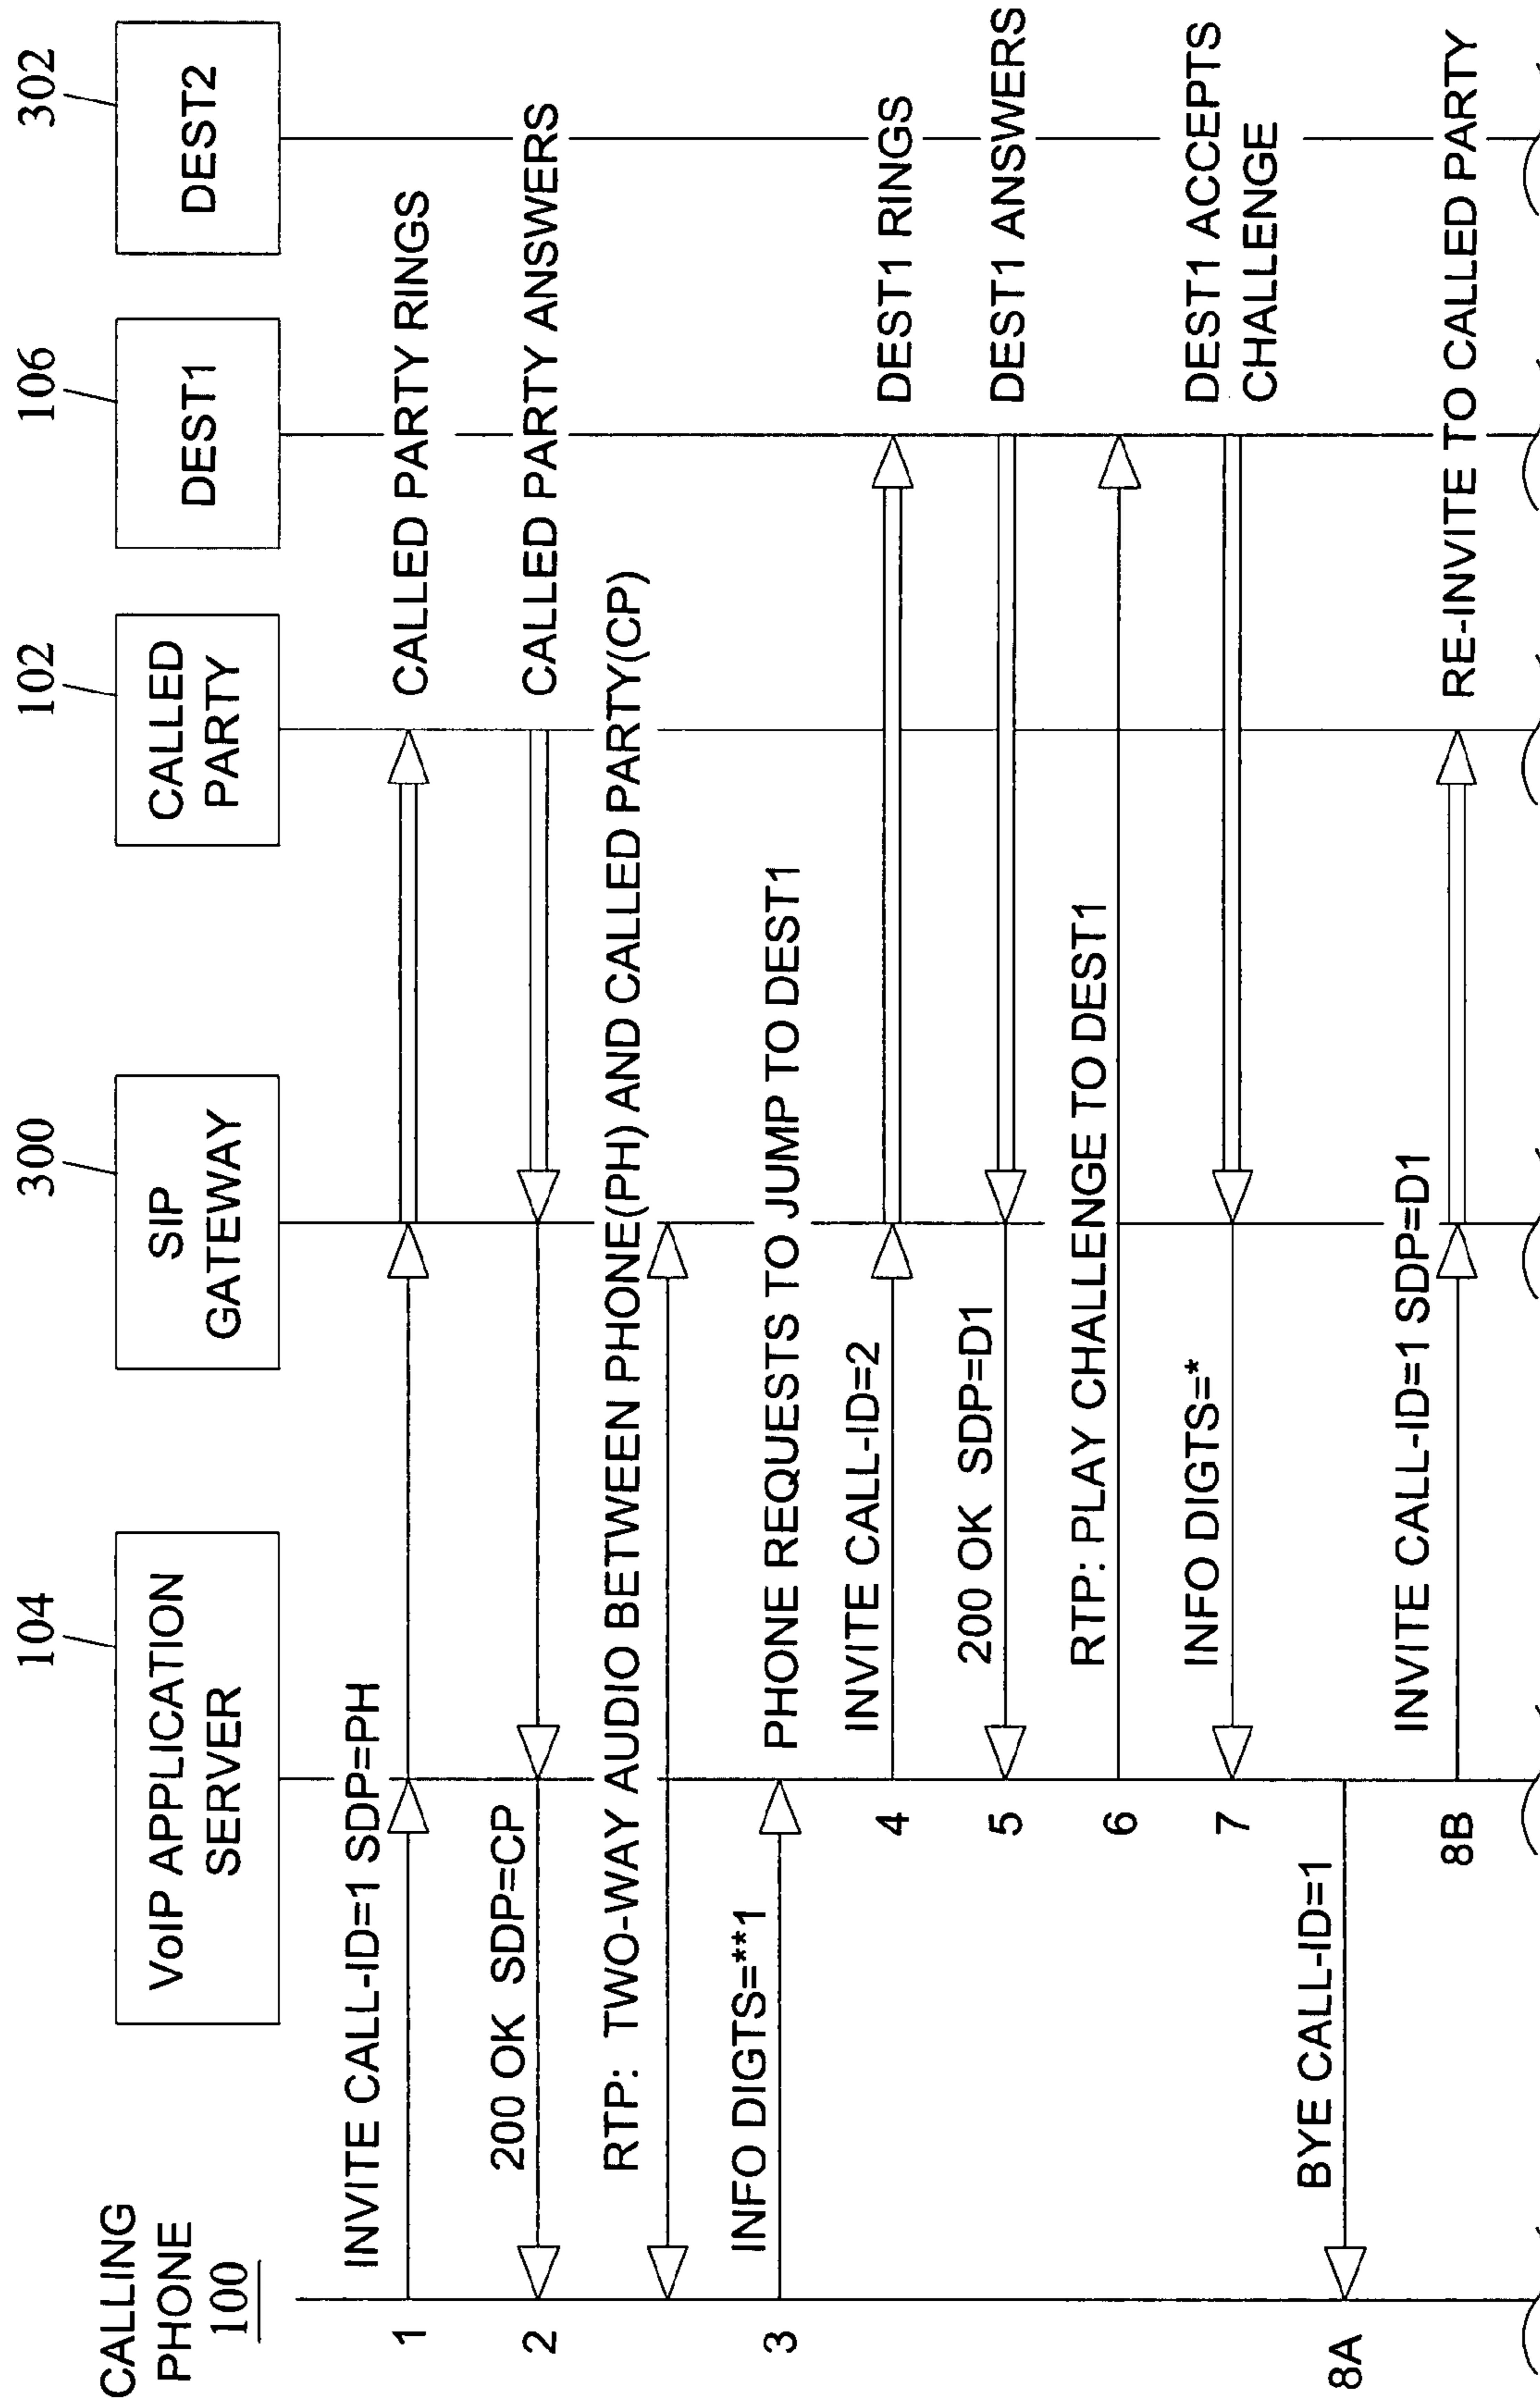 CALLING
PHONE
100
104
VoIP APPLICATION
SERVER
300
SIP
GATEWAY
102
CALLED
PARTY
106
DEST1
302
DEST2
1
INVITE CALL-ID=1 SDP=PH
CALLED PARTY RINGS
2
200 OK SDP=CP
CALLED PARTY ANSWERS
RTP: TWO-WAY AUDIO BETWEEN PHONE(PH) AND CALLED PARTY(CP)
3
INFO DIGTS=**1
PHONE REQUESTS TO JUMP TO DEST1
4
INVITE CALL-ID=2
DEST1 RINGS
5
200 OK SDP=D1
DEST1 ANSWERS
6
RTP: PLAY CHALLENGE TO DEST1
7
INFO DIGTS=*
DEST1 ACCEPTS
CHALLENGE
8A
BYE CALL-ID=1
8B
INVITE CALL-ID=1 SDP=D1
RE-INVITE TO CALLED PARTY